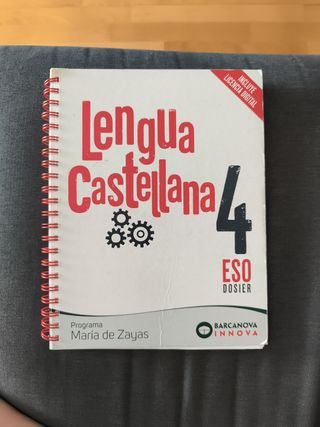 INCLUYE
LICENCIA DIGITAL
Lengua
Castellana
4
ESO
DOSIER
Programa
María de Zayas
BARCANOVA
INNOVA